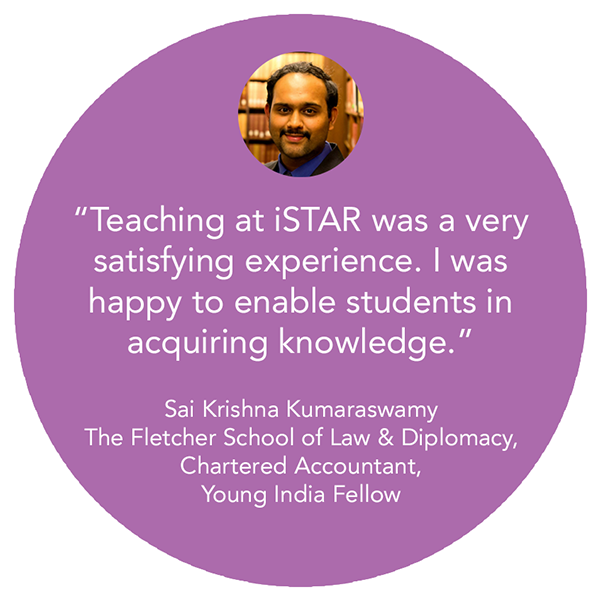 “Teaching at iSTAR was a very
satisfying experience. I was
happy to enable students in
acquiring knowledge.”
Sai Krishna Kumaraswamy
The Fletcher School of Law & Diplomacy,
Chartered Accountant,
Young India Fellow